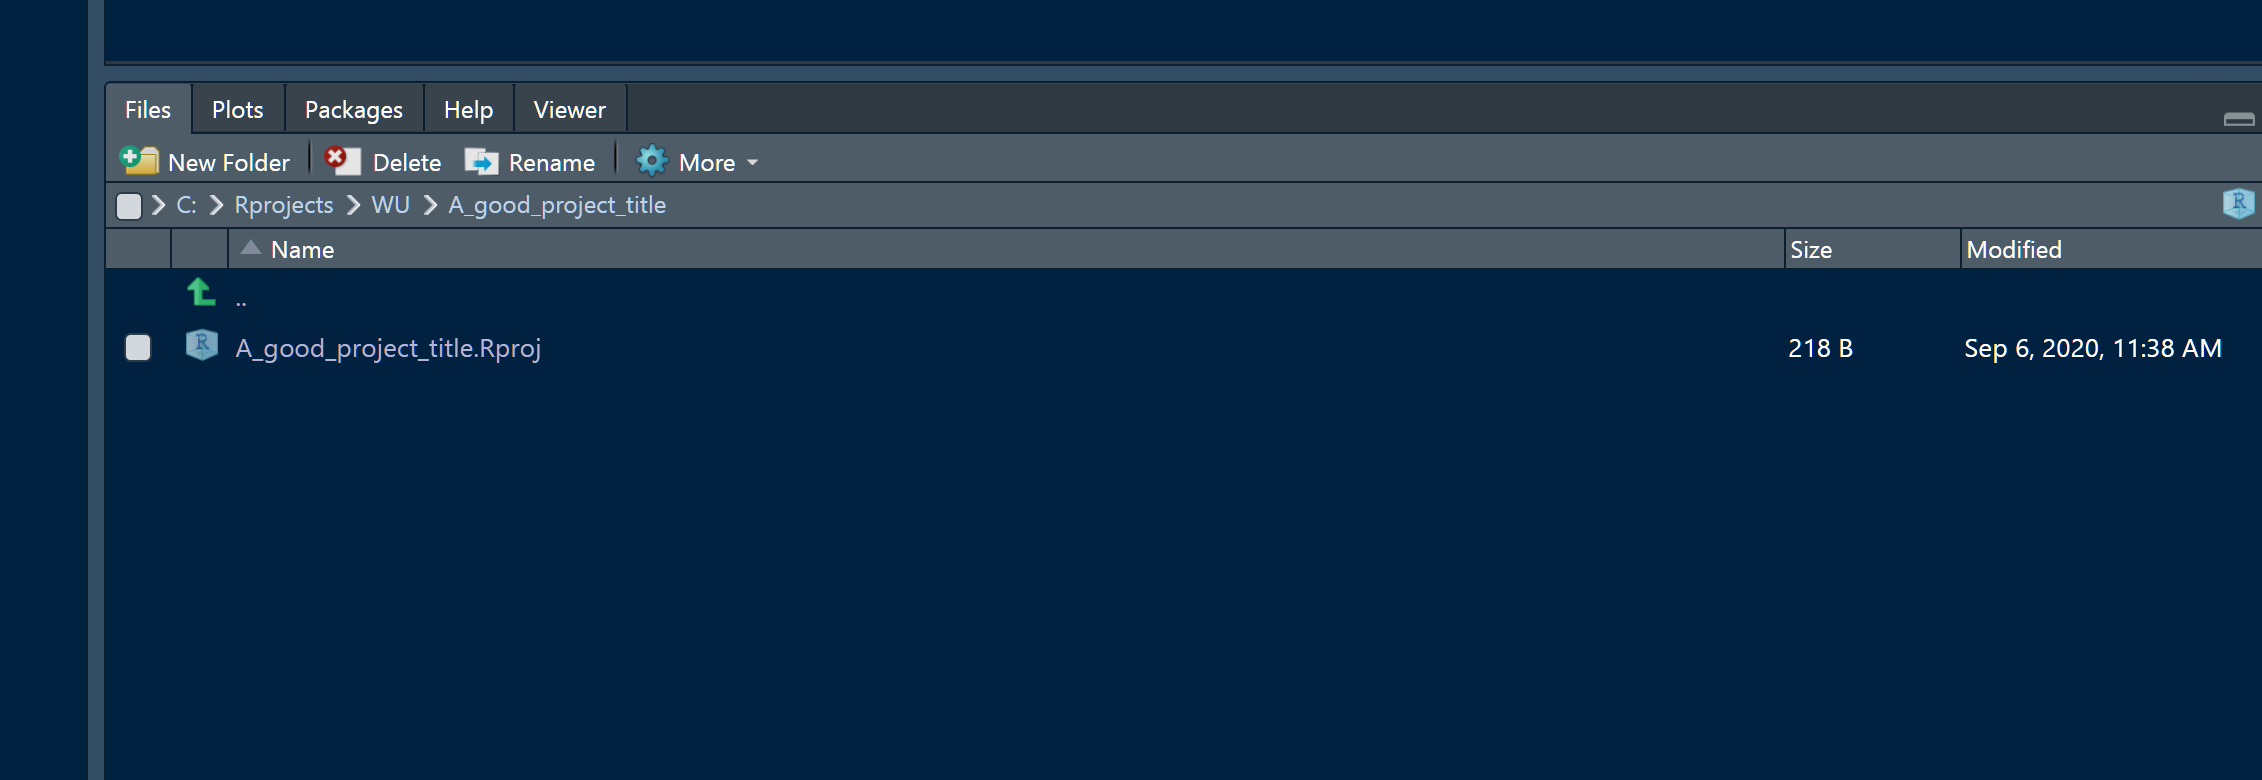 Files Plots Packages Help Viewer
New Folder Delete Rename More
C: Rprojects WU A_good_project_title
Name Size Modified
..
A_good_project_title.Rproj 218 B Sep 6, 2020, 11:38 AM